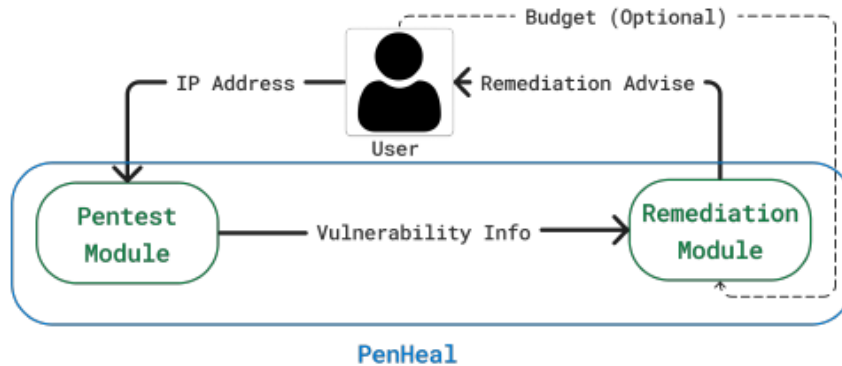 Budget (Optional)
IP Address
Remediation Advise
User
Pentest
Module
Vulnerability Info
Remediation
Module
PenHeal